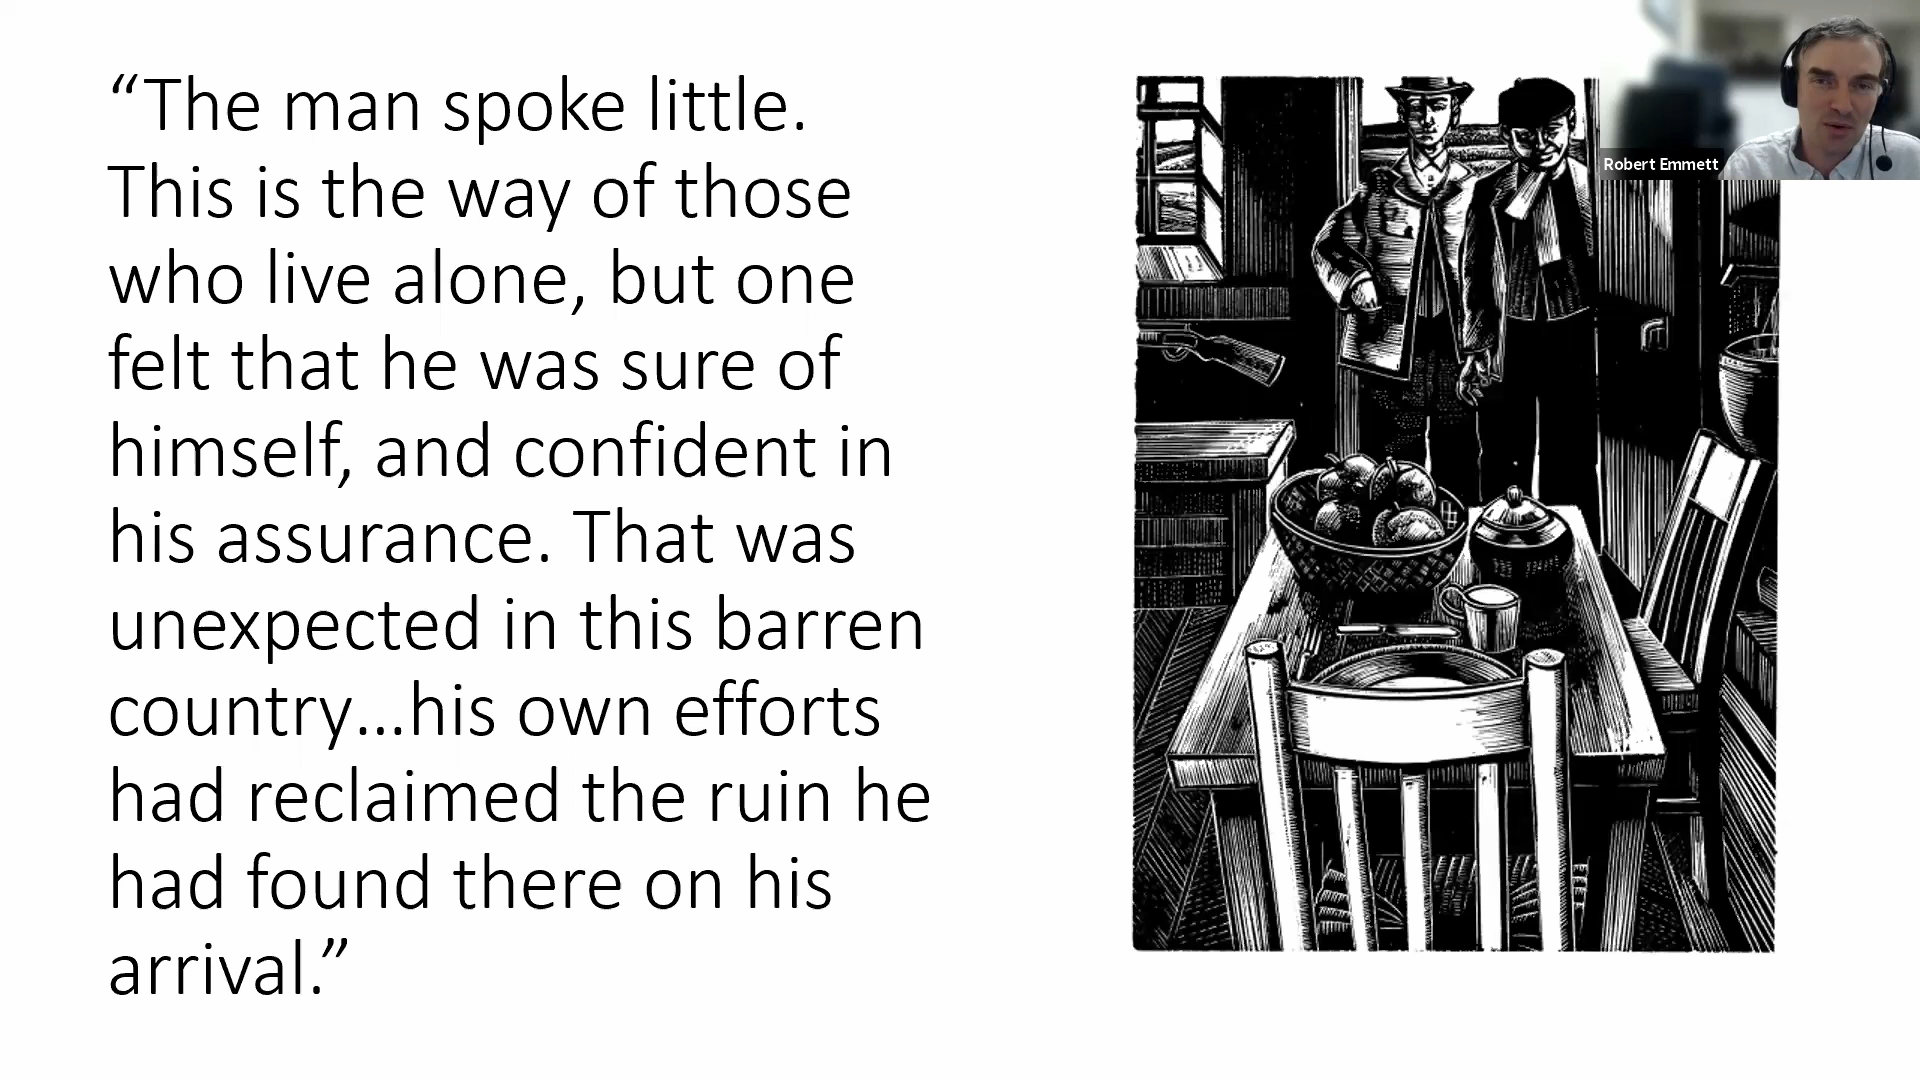 “The man spoke little.
This is the way of those
who live alone, but one
felt that he was sure of
himself, and confident in
his assurance. That was
unexpected in this barren
country…his own efforts
had reclaimed the ruin he
had found there on his
arrival.”
Robert Emmett